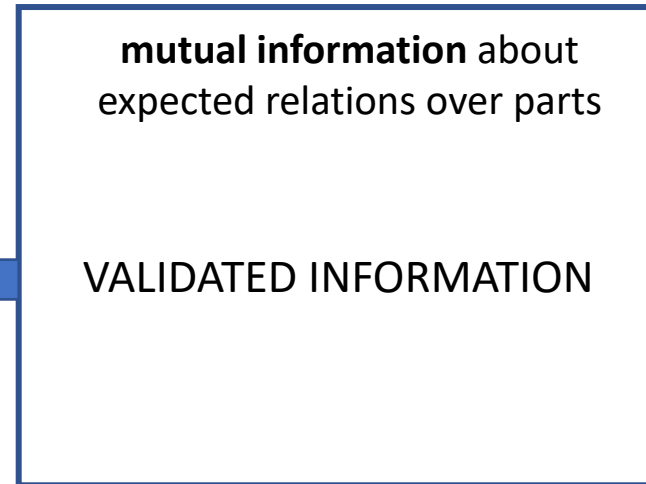 mutual information about
expected relations over parts
VALIDATED INFORMATION